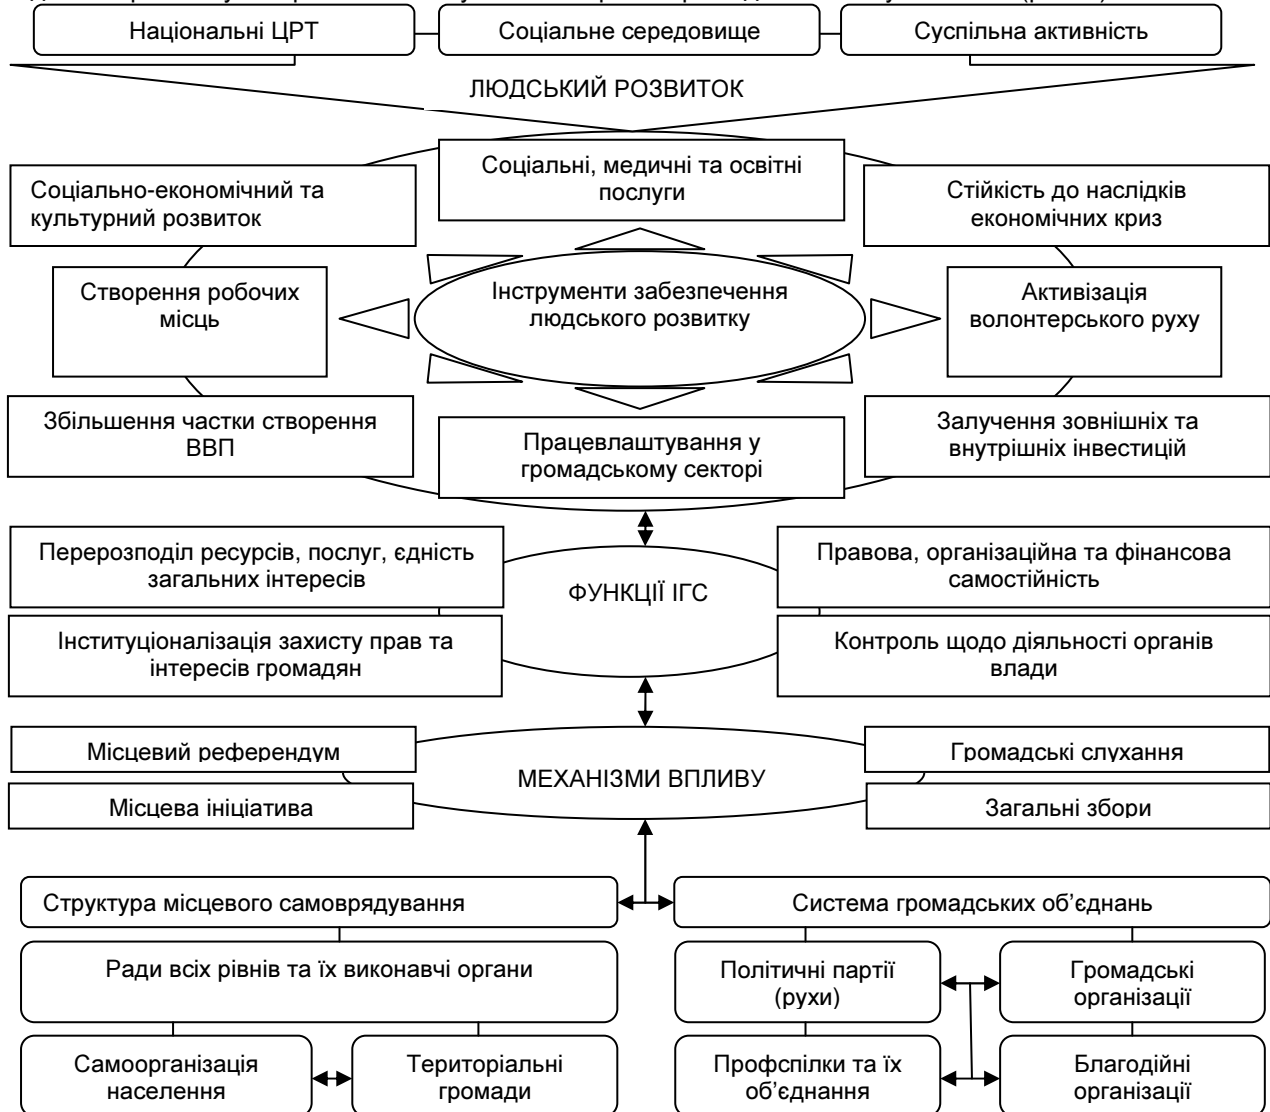 Національні ЦРТ
Соціальне середовище
Суспільна активність
ЛЮДСЬКИЙ РОЗВИТОК
Соціальні, медичні та освітні
послуги
Соціально-економічний та
культурний розвиток
Стійкість до наслідків
економічних криз
Створення робочих
місць
Інструменти забезпечення
людського розвитку
Активізація
волонтерського руху
Збільшення частки створення
ВВП
Працевлаштування у
громадському секторі
Залучення зовнішніх та
внутрішніх інвестицій
Перерозподіл ресурсів, послуг, єдність
загальних інтересів
ФУНКЦІЇ ІГС
Правова, організаційна та фінансова
самостійність
Інституціоналізація захисту прав та
інтересів громадян
Контроль щодо діяльності органів
влади
Місцевий референдум
МЕХАНІЗМИ ВПЛИВУ
Громадські слухання
Місцева ініціатива
Загальні збори
Структура місцевого самоврядування
Система громадських об’єднань
Ради всіх рівнів та їх виконавчі органи
Політичні партії
(рухи)
Громадські
організації
Самоорганізація
населення
Територіальні
громади
Профспілки та їх
об’єднання
Благодійні
організації